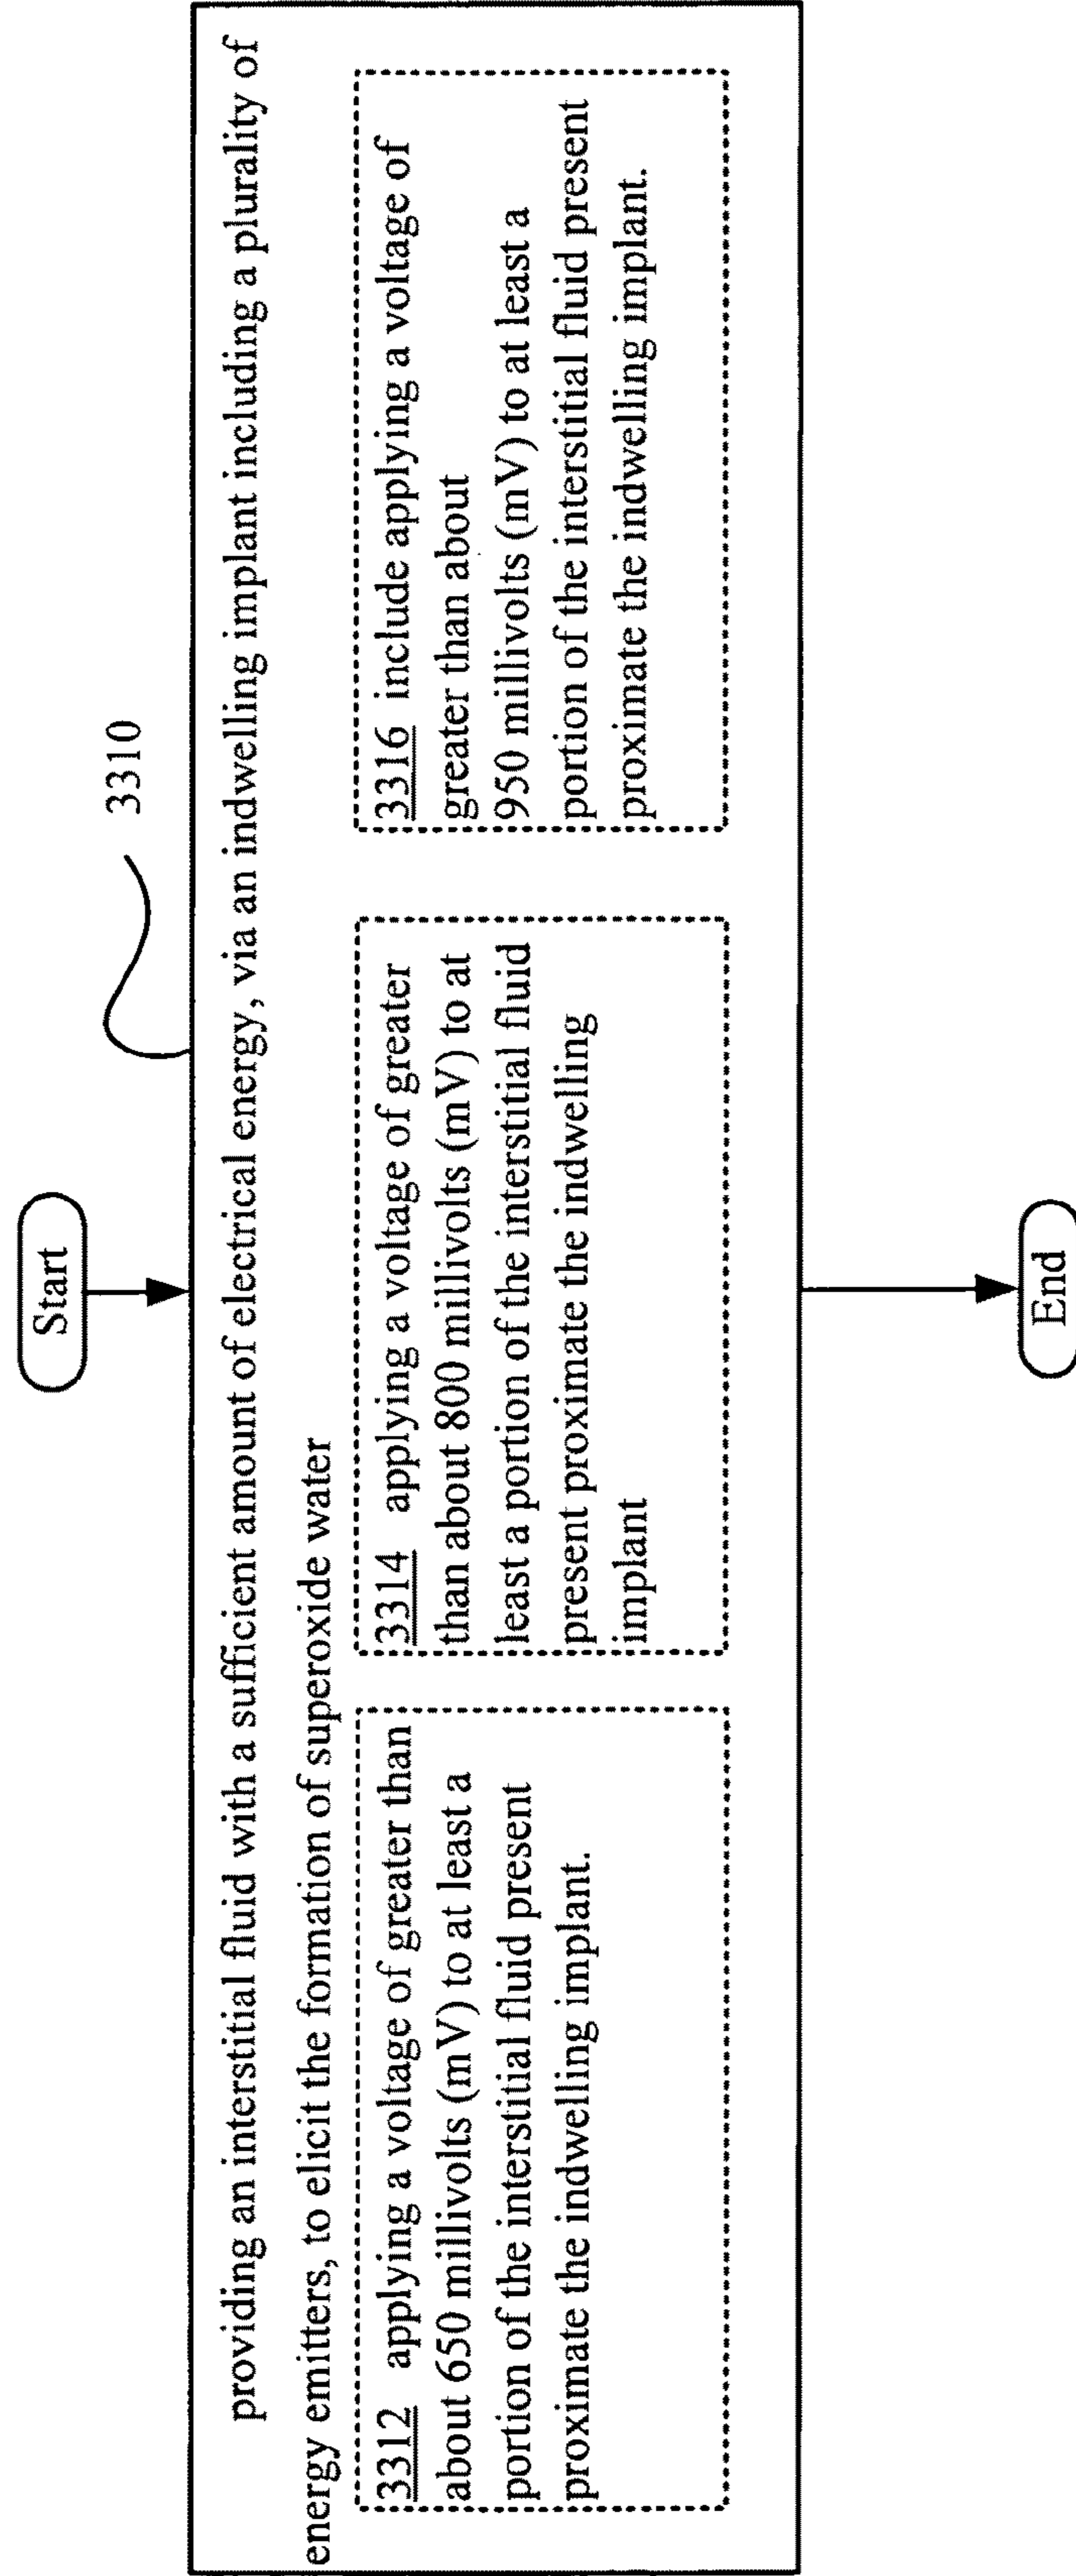 Start
3310
providing an interstitial fluid with a sufficient amount of electrical energy, via an indwelling implant including a plurality of
energy emitters, to elicit the formation of superoxide water
3312 applying a voltage of greater than
about 650 millivolts (mV) to at least a
portion of the interstitial fluid present
proximate the indwelling implant.
3314 applying a voltage of greater
than about 800 millivolts (mV) to at
least a portion of the interstitial fluid
present proximate the indwelling
implant
3316 include applying a voltage of
greater than about
950 millivolts (mV) to at least a
portion of the interstitial fluid present
proximate the indwelling implant.
End